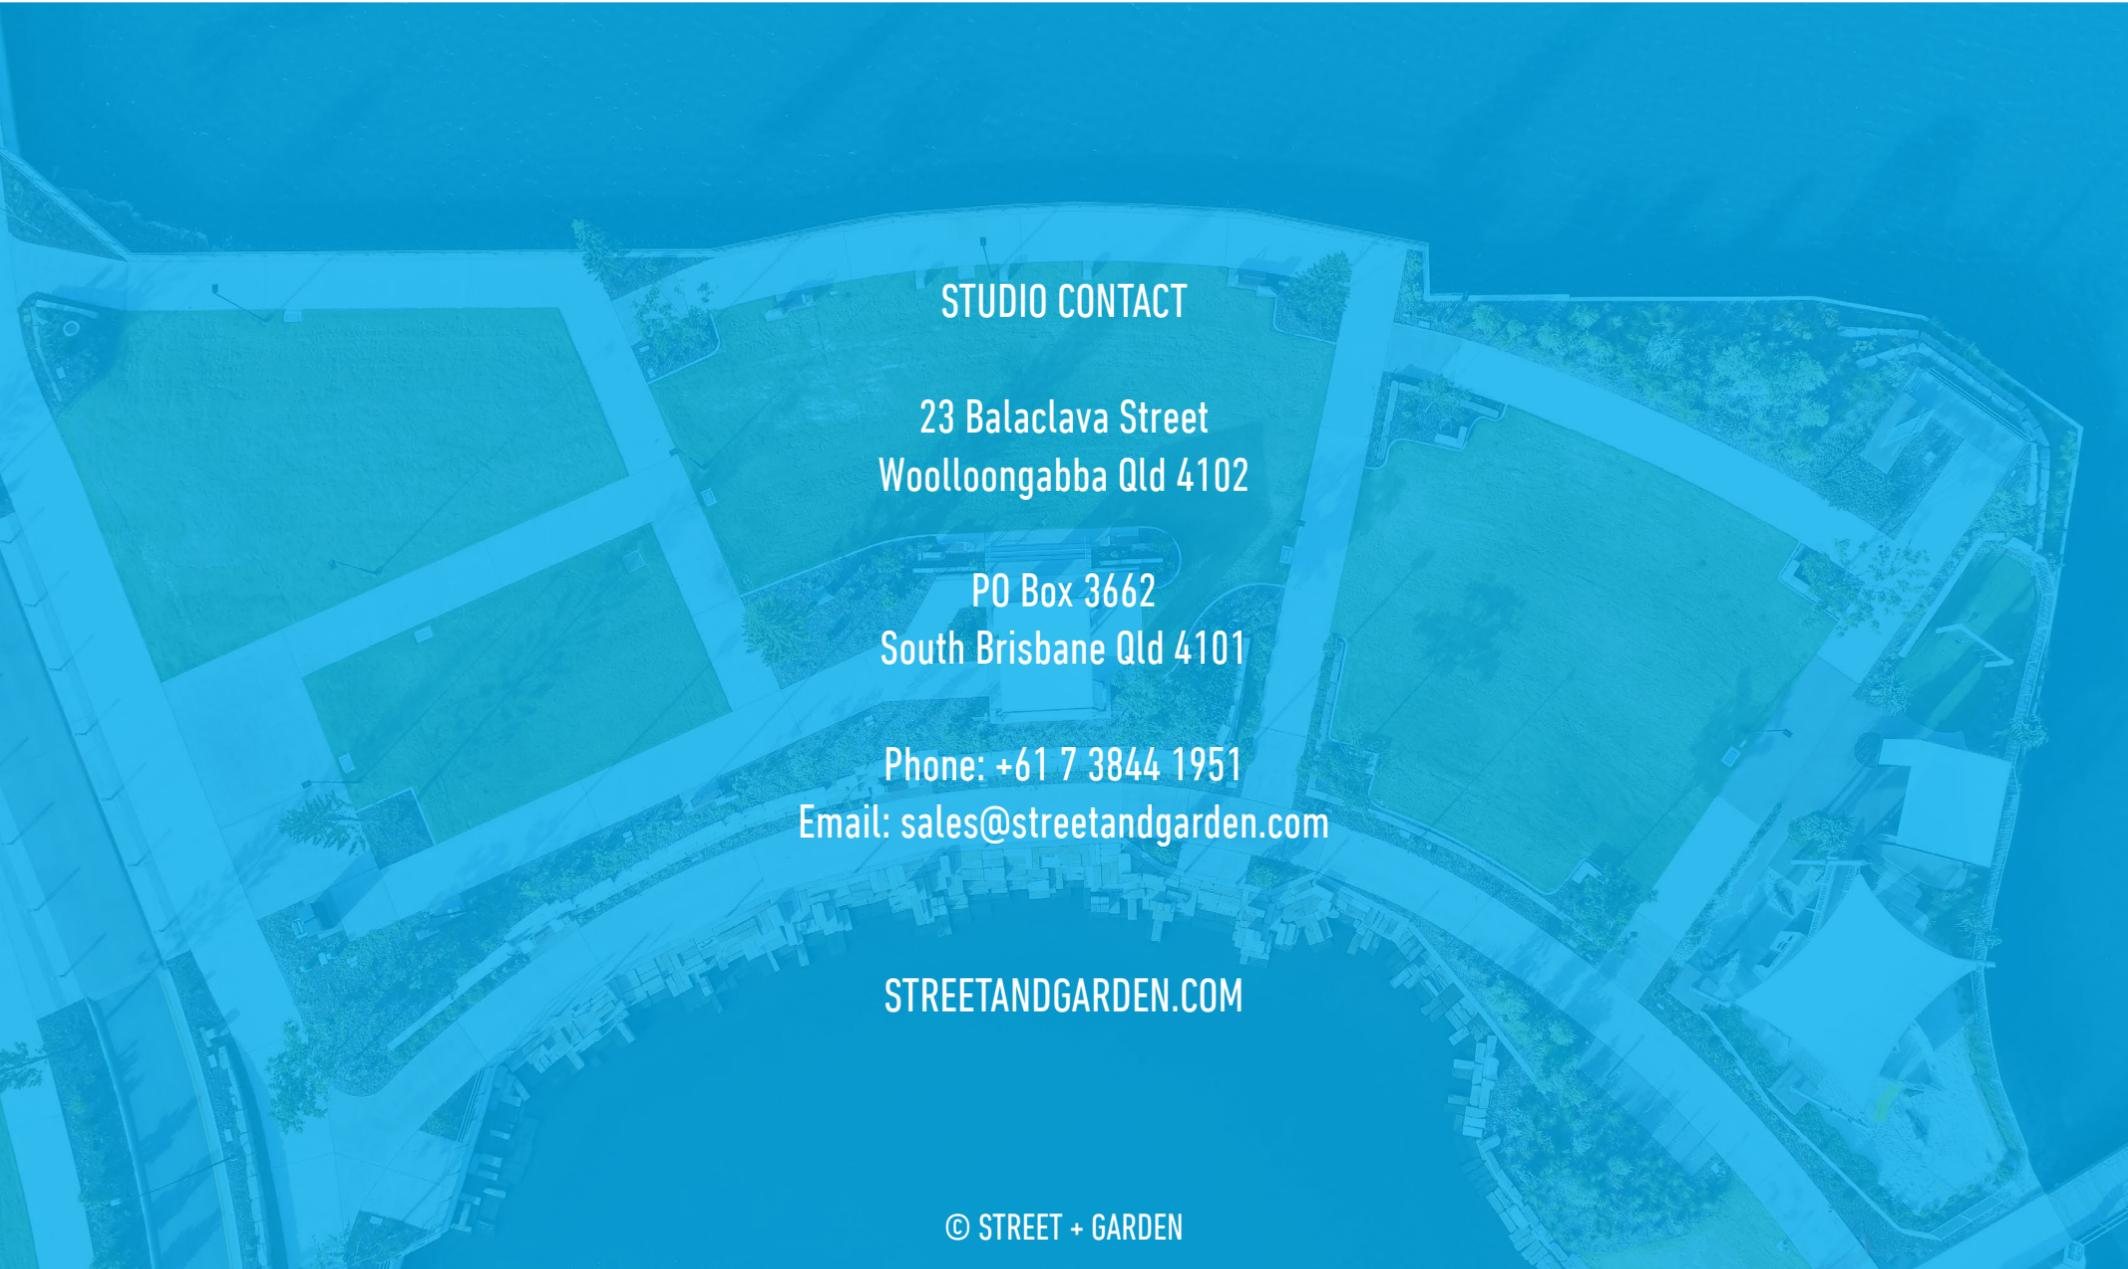 STUDIO CONTACT
23 Balaclava Street
Woolloongabba Qld 4102
PO Box 3662
South Brisbane Qld 4101
Phone: +61 7 3844 1951
Email: sales@streetandgarden.com
STREETANDGARDEN.COM
© STREET + GARDEN